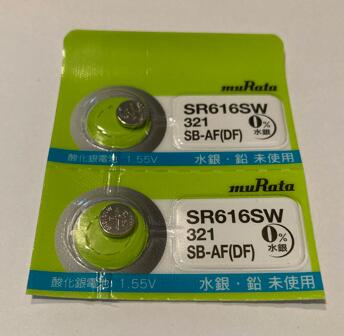 muRata
SR616SW
321
SB-AF(DF)
0%
水銀
酸化銀電池 1.55V
水銀・鉛 未使用
muRata
SR616SW
321
SB-AF(DF)
0%
水銀
酸化銀電池 1.55V
水銀・鉛 未使用